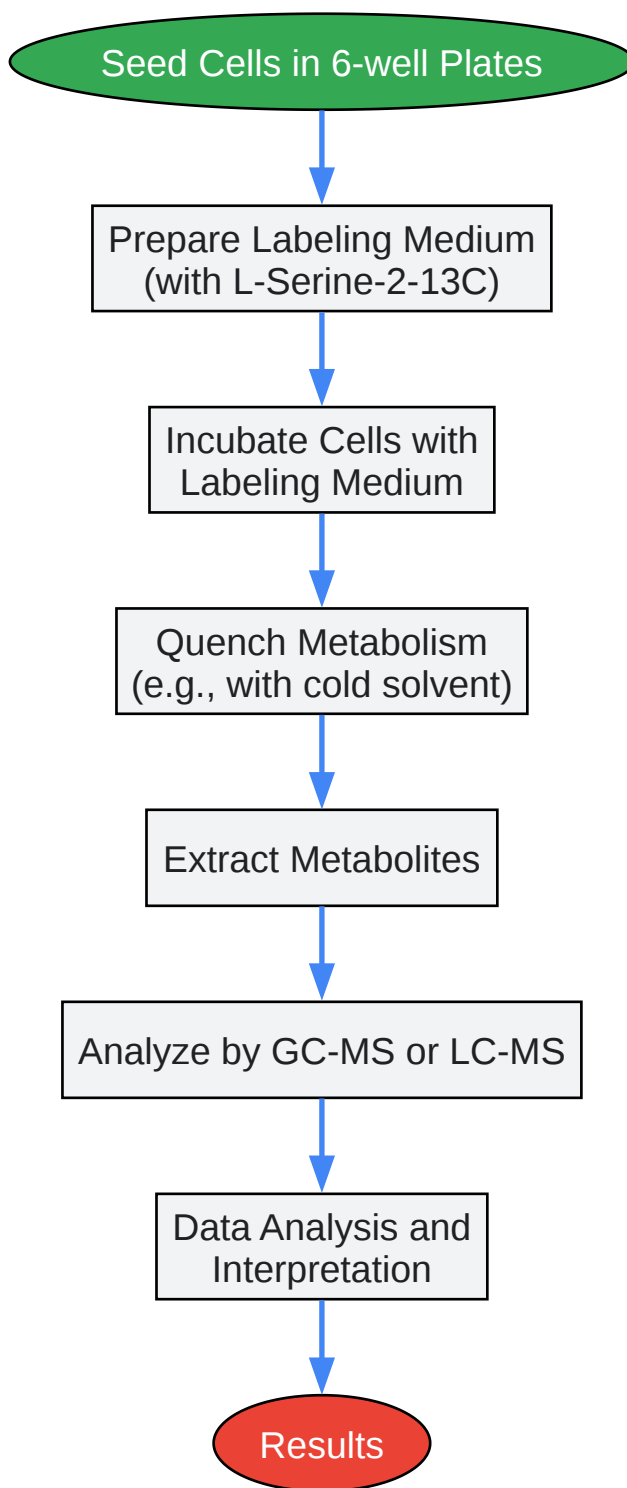 Seed Cells in 6-well Plates
Prepare Labeling Medium
(with L-Serine-2-13C)
Incubate Cells with
Labeling Medium
Quench Metabolism
(e.g., with cold solvent)
Extract Metabolites
Analyze by GC-MS or LC-MS
Data Analysis and
Interpretation
Results